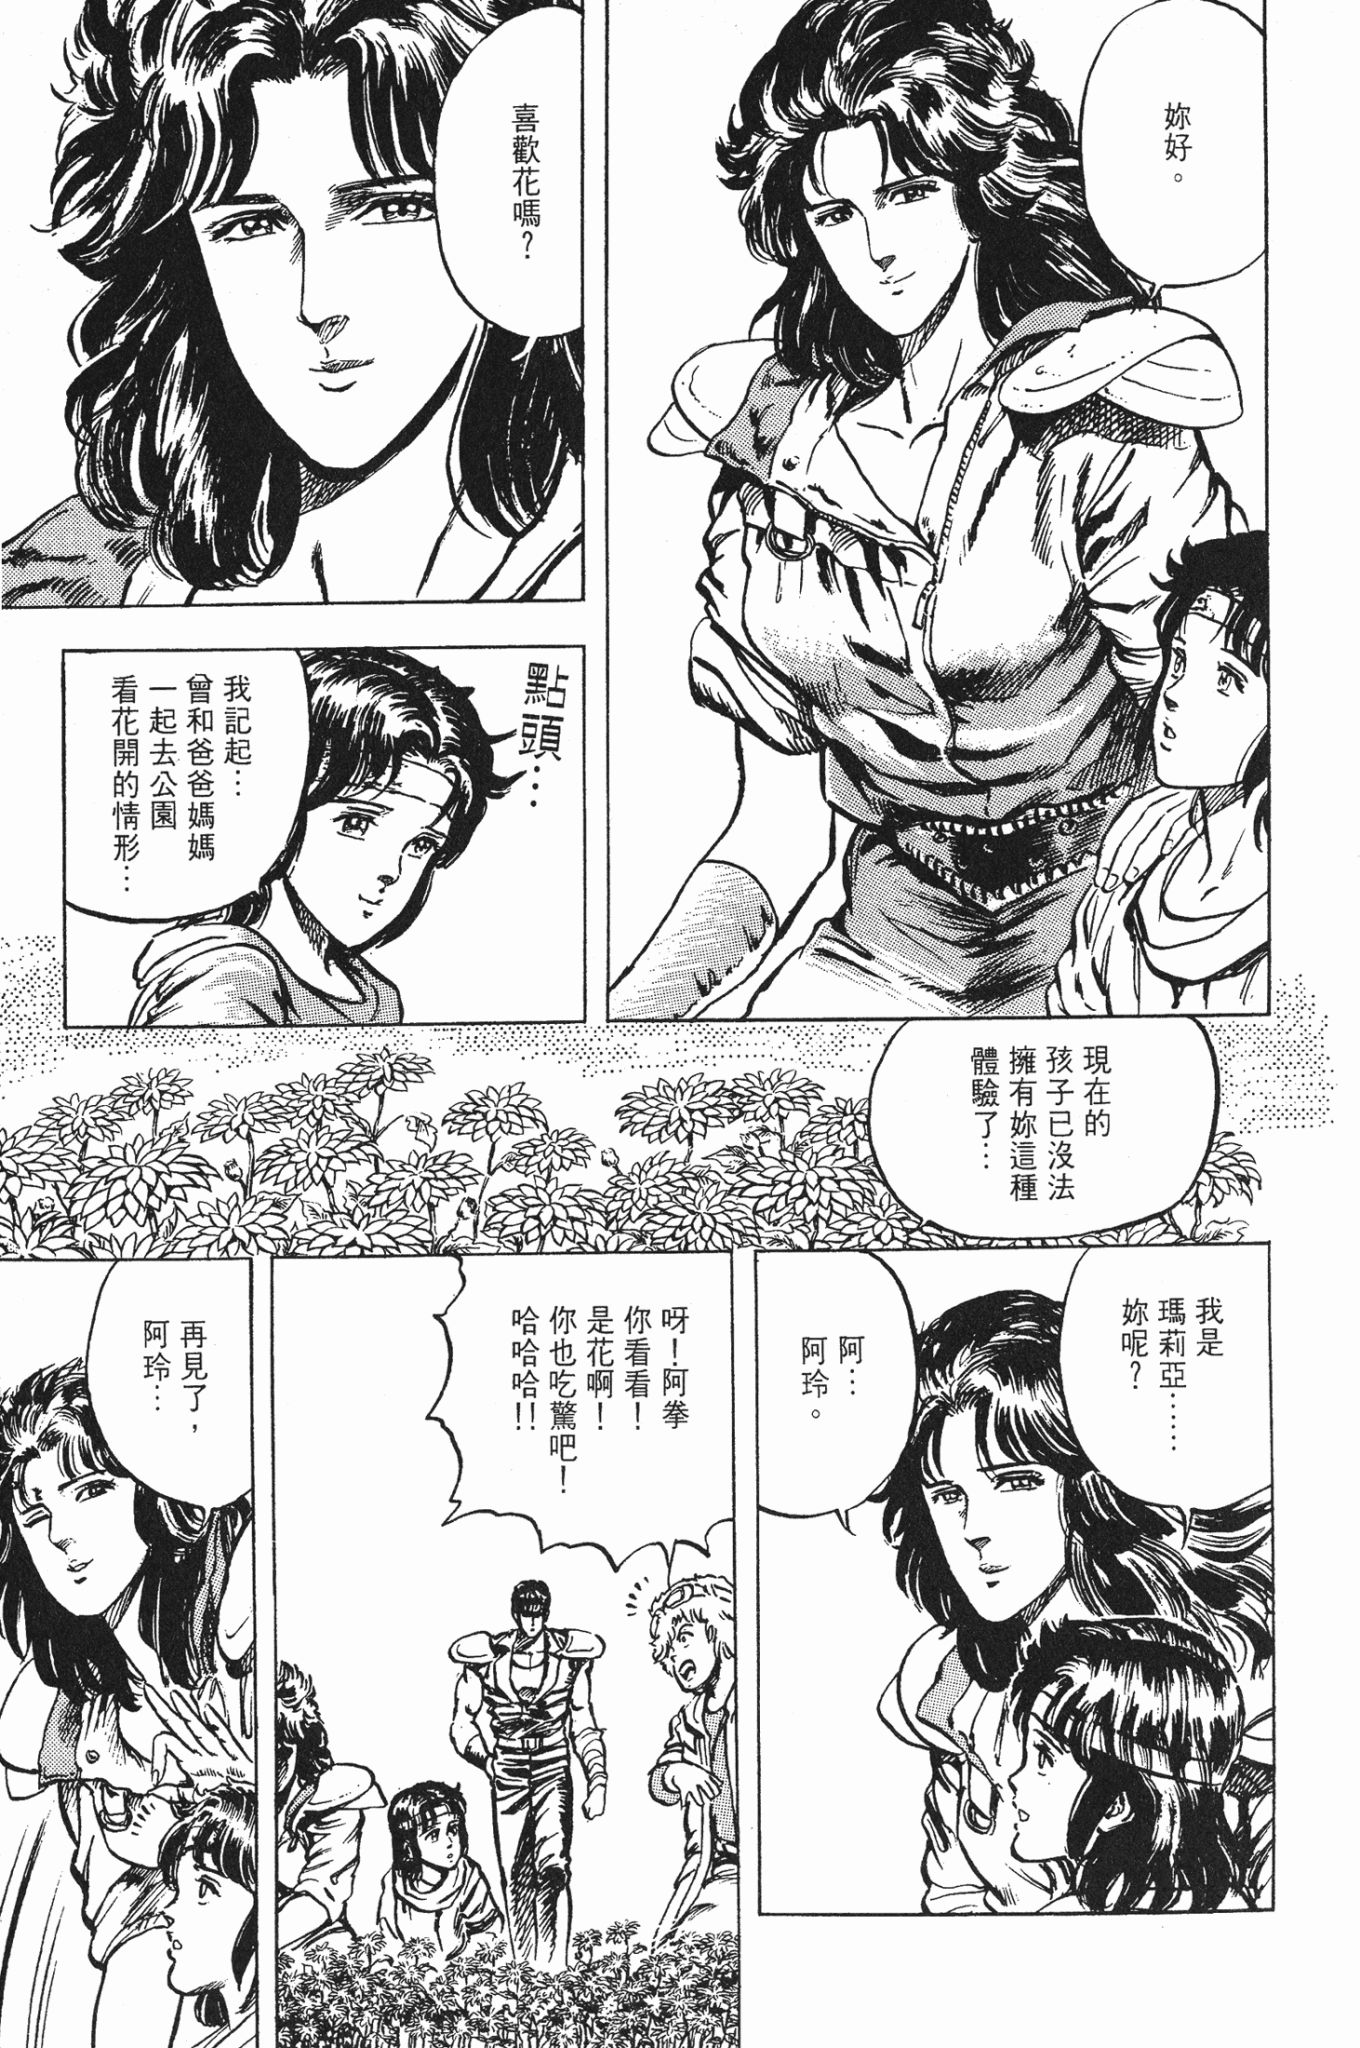 妳好。
喜歡花嗎?
點頭…
我記起…
曾和爸爸媽媽
一起去公園
看花開的情形…
現在的
孩子已沒法
擁有妳這種
體驗了…
我是
瑪莉亞……
妳呢?
阿…
阿玲。
呀!阿拳
你看看!
是花啊!
你也吃驚吧!
哈哈哈!!
再見了,
阿玲…